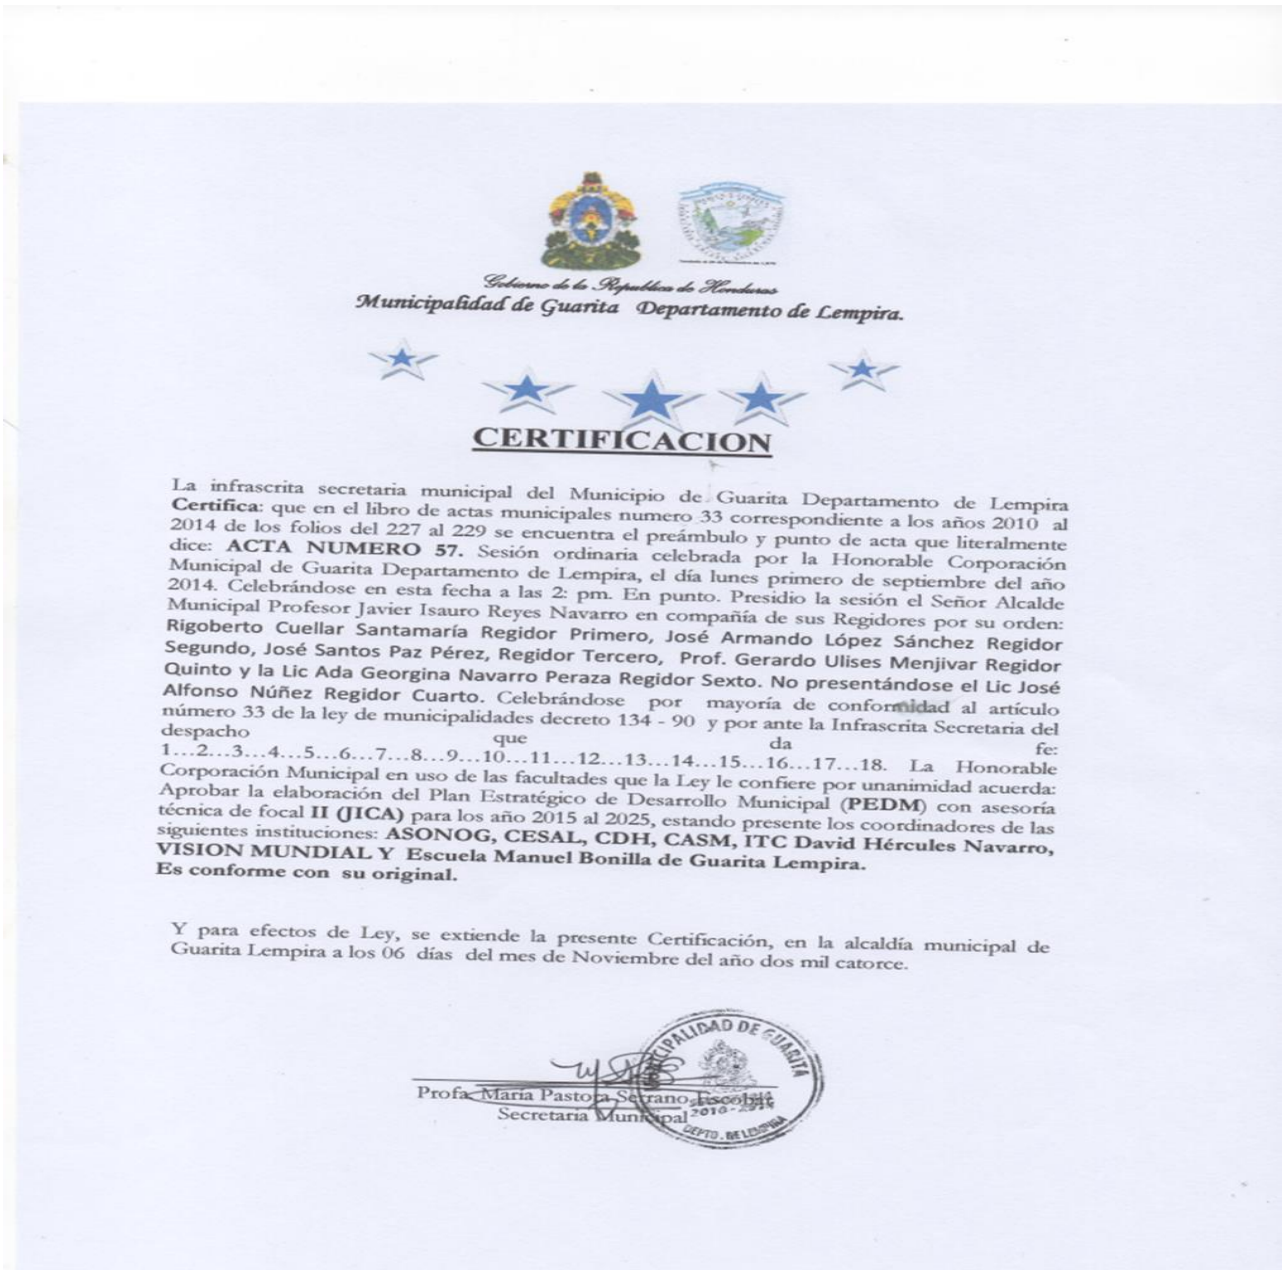 Gobierno de la Republica de Honduras
Municipalidad de Guarita Departamento de Lempira.
CERTIFICACION
La infrascrita secretaria municipal del Municipio de Guarita Departamento de Lempira
Certifica: que en el libro de actas municipales numero 33 correspondiente a los años 2010 al
2014 de los folios del 227 al 229 se encuentra el preámbulo y punto de acta que literalmente
dice: ACTA NUMERO 57. Sesión ordinaria celebrada por la Honorable Corporación
Municipal de Guarita Departamento de Lempira, el día lunes primero de septiembre del año
2014. Celebrándose en esta fecha a las 2: pm. En punto. Presidio la sesión el Señor Alcalde
Municipal Profesor Javier Isauro Reyes Navarro en compañía de sus Regidores por su orden:
Rigoberto Cuellar Santamaría Regidor Primero, José Armando López Sánchez Regidor
Segundo, José Santos Paz Pérez, Regidor Tercero, Prof. Gerardo Ulises Menjivar Regidor
Quinto y la Lic Ada Georgina Navarro Peraza Regidor Sexto. No presentándose el Lic José
Alfonso Núñez Regidor Cuarto. Celebrándose por mayoría de conformidad al artículo
número 33 de la ley de municipalidades decreto 134 - 90 y por ante la Infrascrita Secretaria del
despacho que da fe:
1…2…3…4…5…6…7…8…9…10…11…12…13…14…15…16…17…18. La Honorable
Corporación Municipal en uso de las facultades que la Ley le confiere por unanimidad acuerda:
Aprobar la elaboración del Plan Estratégico de Desarrollo Municipal (PEDM) con asesoría
técnica de focal II (JICA) para los año 2015 al 2025, estando presente los coordinadores de las
siguientes instituciones: ASONOG, CESAL, CDH, CASM, ITC David Hércules Navarro,
VISION MUNDIAL Y Escuela Manuel Bonilla de Guarita Lempira.
Es conforme con su original.
Y para efectos de Ley, se extiende la presente Certificación, en la alcaldía municipal de
Guarita Lempira a los 06 días del mes de Noviembre del año dos mil catorce.
Profa María Pastora Serrano Escobar
Secretaria Municipal
MUNICIPALIDAD DE GUARITA
2010-2014
DEPTO. DE LEMPIRA